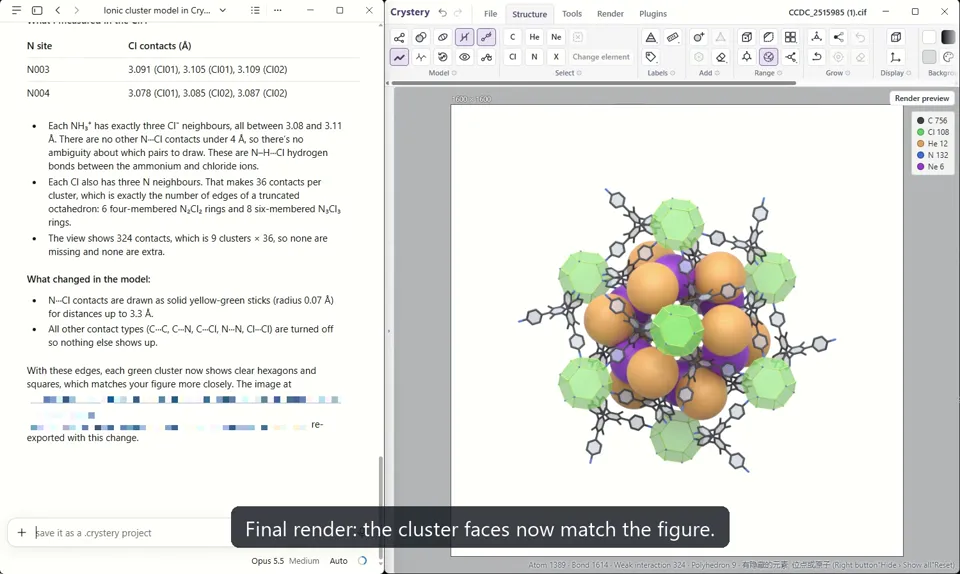 Ionic cluster model in Cry...
N site
Cl contacts (Å)
N003
3.091 (Cl01), 3.105 (Cl01), 3.109 (Cl02)
N004
3.078 (Cl01), 3.085 (Cl02), 3.087 (Cl02)
Each NH₃⁺ has exactly three Cl⁻ neighbours, all between 3.08 and 3.11
Å. There are no other N···Cl contacts under 4 Å, so there's no
ambiguity about which pairs to draw. These are N–H···Cl hydrogen
bonds between the ammonium and chloride ions.
Each Cl also has three N neighbours. That makes 36 contacts per
cluster, which is exactly the number of edges of a truncated
octahedron: 6 four-membered N₂Cl₂ rings and 8 six-membered N₃Cl₃
rings.
The view shows 324 contacts, which is 9 clusters × 36, so none are
missing and none are extra.
What changed in the model:
N···Cl contacts are drawn as solid yellow-green sticks (radius 0.07 Å)
for distances up to 3.3 Å.
All other contact types (C···C, C···N, C···Cl, N···N, Cl···Cl) are turned off
so nothing else shows up.
With these edges, each green cluster now shows clear hexagons and
squares, which matches your figure more closely. The image at
re-
exported with this change.
save it as a .crystery project
Opus 5.5 Medium Auto
Crystery
File
Structure
Tools
Render
Plugins
CCDC_2515985 (1).cif
C
He
Ne
Cl
N
X
Change element
Model
Select
Labels
Add
Range
Grow
Display
Backgro
Render preview
C 756
Cl 108
He 12
N 132
Ne 6
Final render: the cluster faces now match the figure.
Atom 1389 · Bond 1614 · Weak interaction 324 · Polyhedron 9 · 有隐藏的元素, 位点或原子 (Right button"Hide › Show all"Reset)